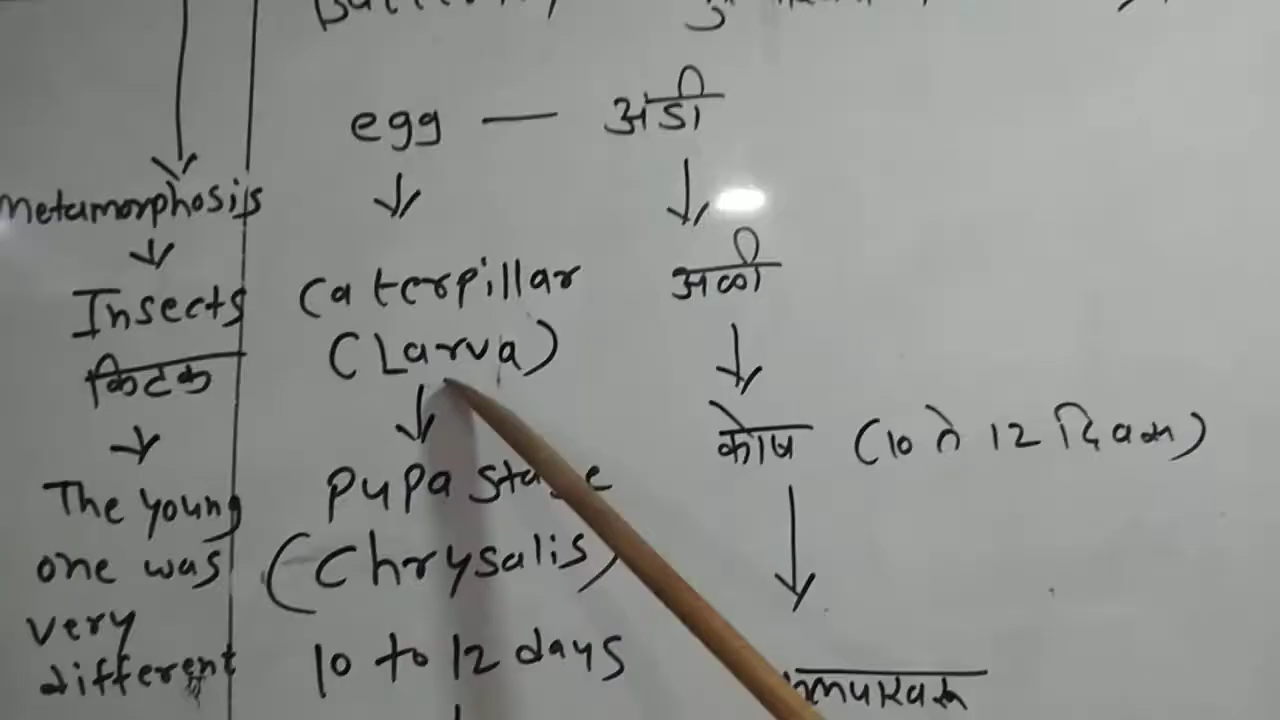 egg — अंडी
metamorphosis
Insects
किटक
The young
one was
very
different
Caterpillar
(Larva)
pupa stage
(Chrysalis)
10 to 12 days
अळी
कोष (10 ते 12 दिवस)